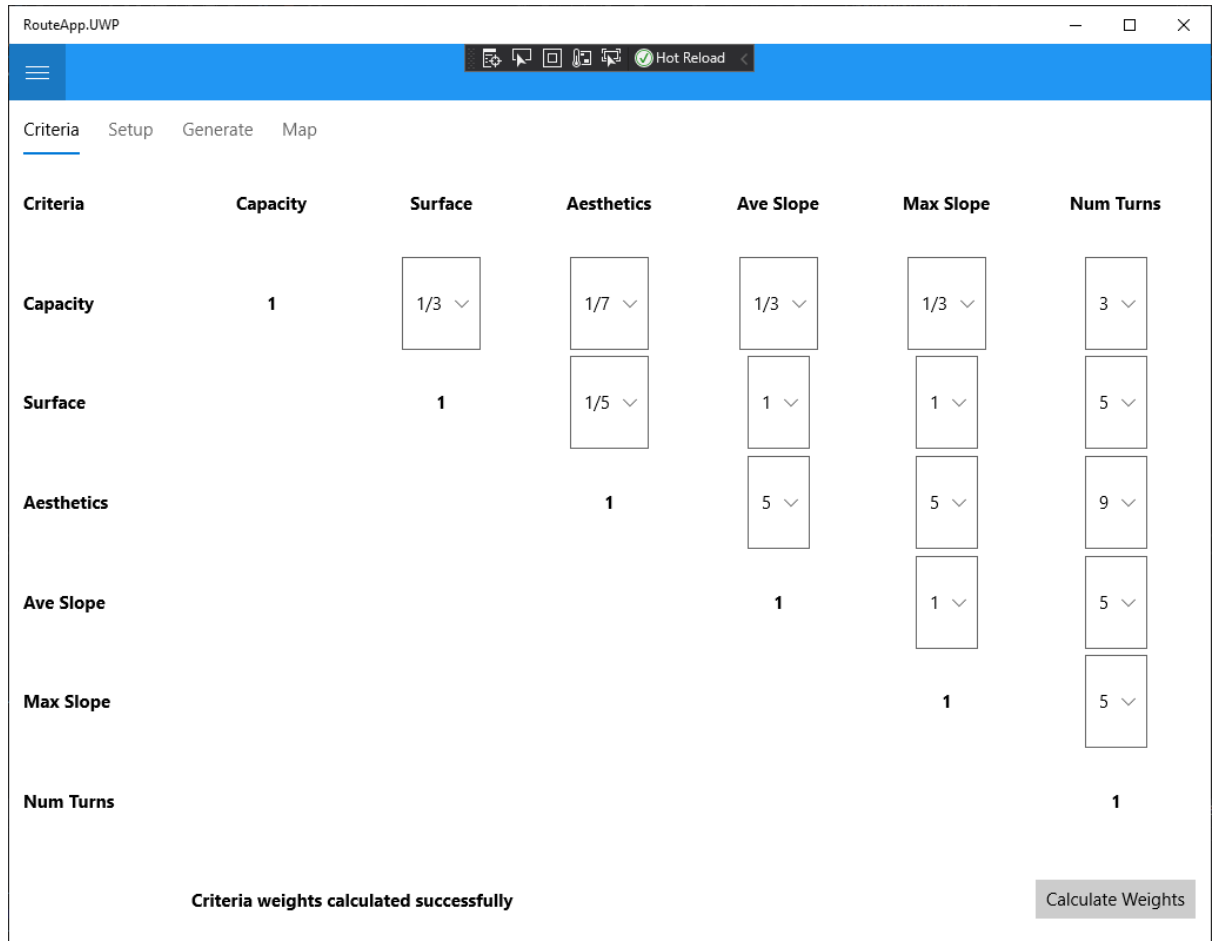 RouteApp.UWP
Hot Reload
Criteria Setup Generate Map
Criteria Capacity Surface Aesthetics Ave Slope Max Slope Num Turns
Capacity 1 1/3 1/7 1/3 1/3 3
Surface 1 1/5 1 1 5
Aesthetics 1 5 5 9
Ave Slope 1 1 5
Max Slope 1 5
Num Turns 1
Criteria weights calculated successfully Calculate Weights